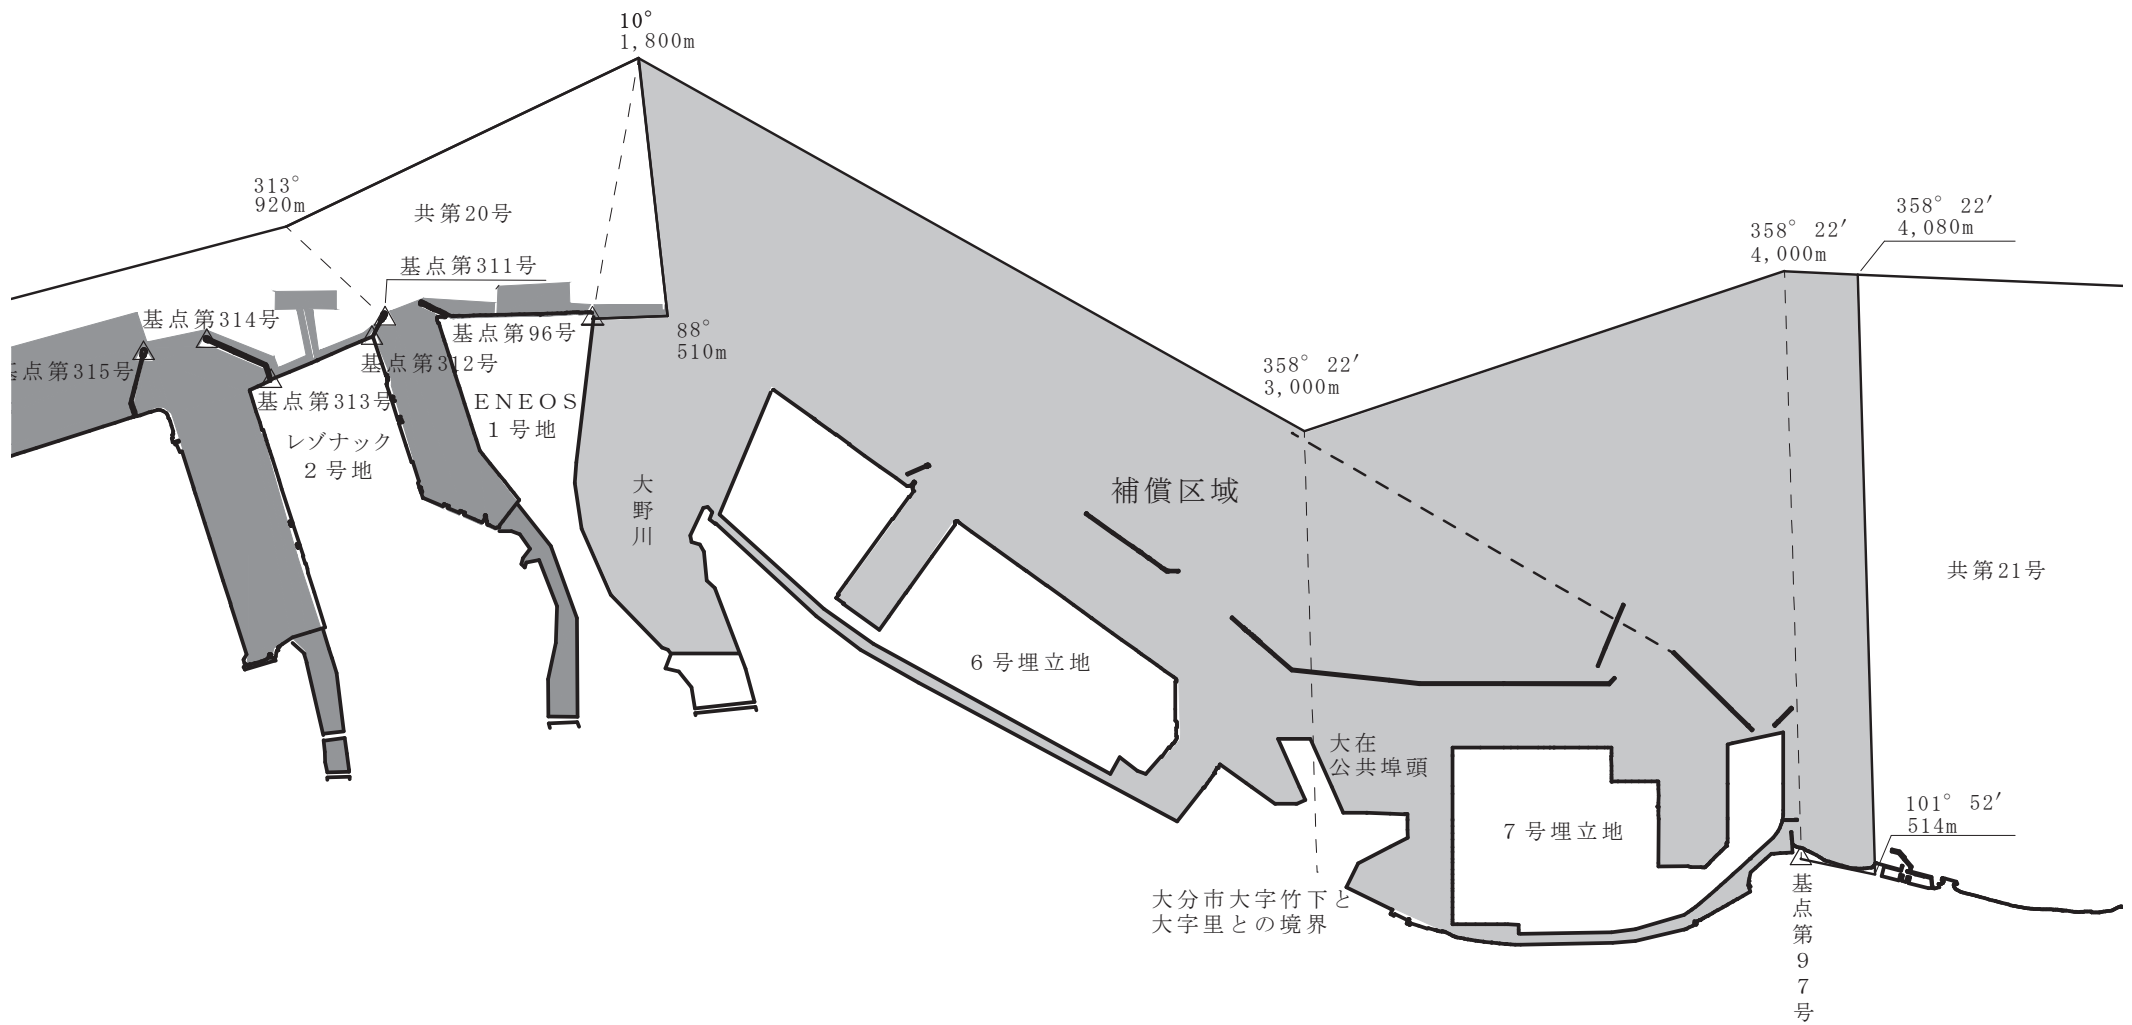 10°
1,800m
313°
920m
共第20号
基点第311号
基点第314号
基点第96号
基点第312号
基点第315号
基点第313号
ENEOS
1号地
レゾナック
2号地
88°
510m
大野川
補償区域
358° 22′
3,000m
358° 22′
4,000m
358° 22′
4,080m
共第21号
6号埋立地
大在
公共埠頭
7号埋立地
101° 52′
514m
大分市大字竹下と
大字里との境界
基点第97号